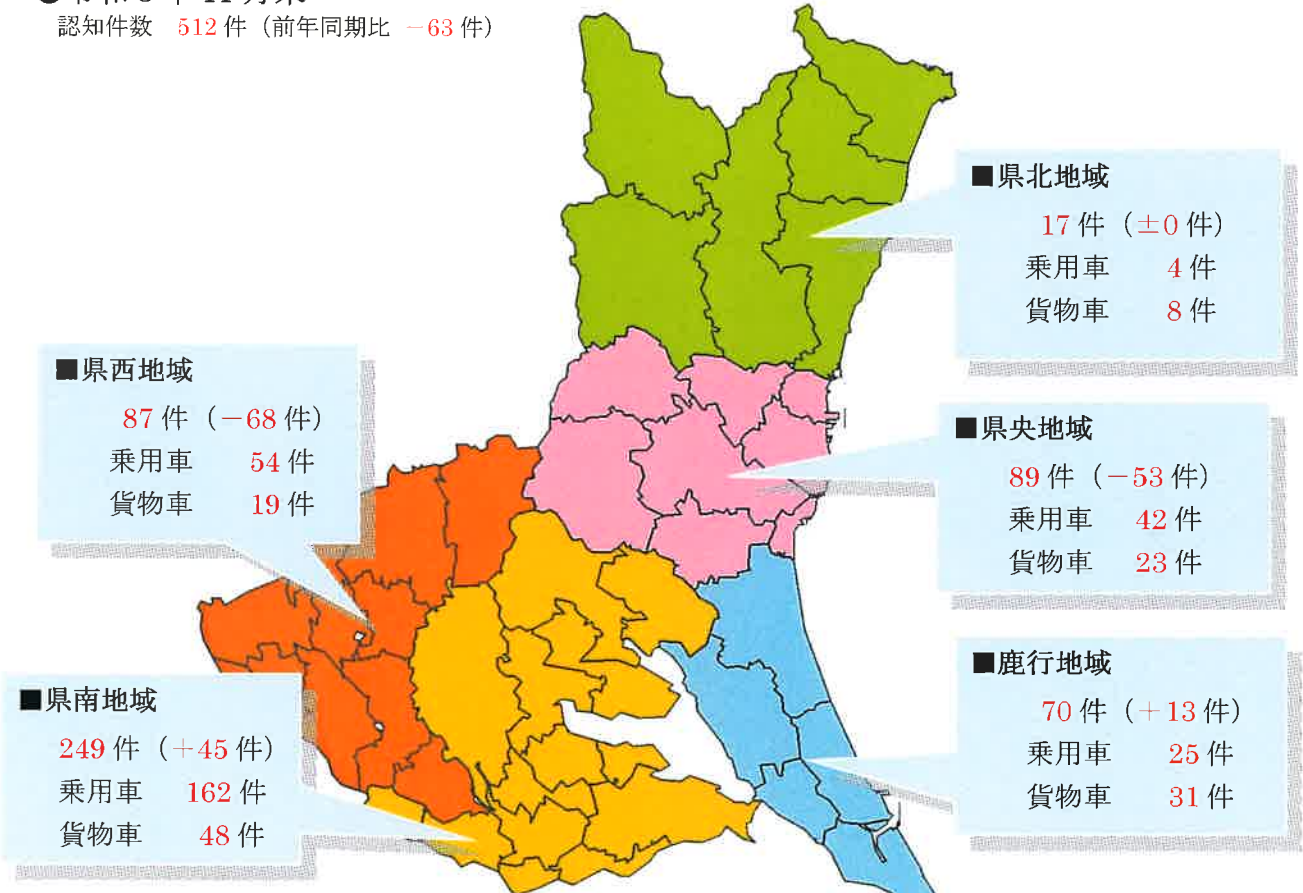 認知件数 512件（前年同期比 －63件）
■県北地域
17件（±0件）
乗用車 4件
貨物車 8件
■県西地域
87件（－68件）
乗用車 54件
貨物車 19件
■県央地域
89件（－53件）
乗用車 42件
貨物車 23件
■鹿行地域
70件（＋13件）
乗用車 25件
貨物車 31件
■県南地域
249件（＋45件）
乗用車 162件
貨物車 48件